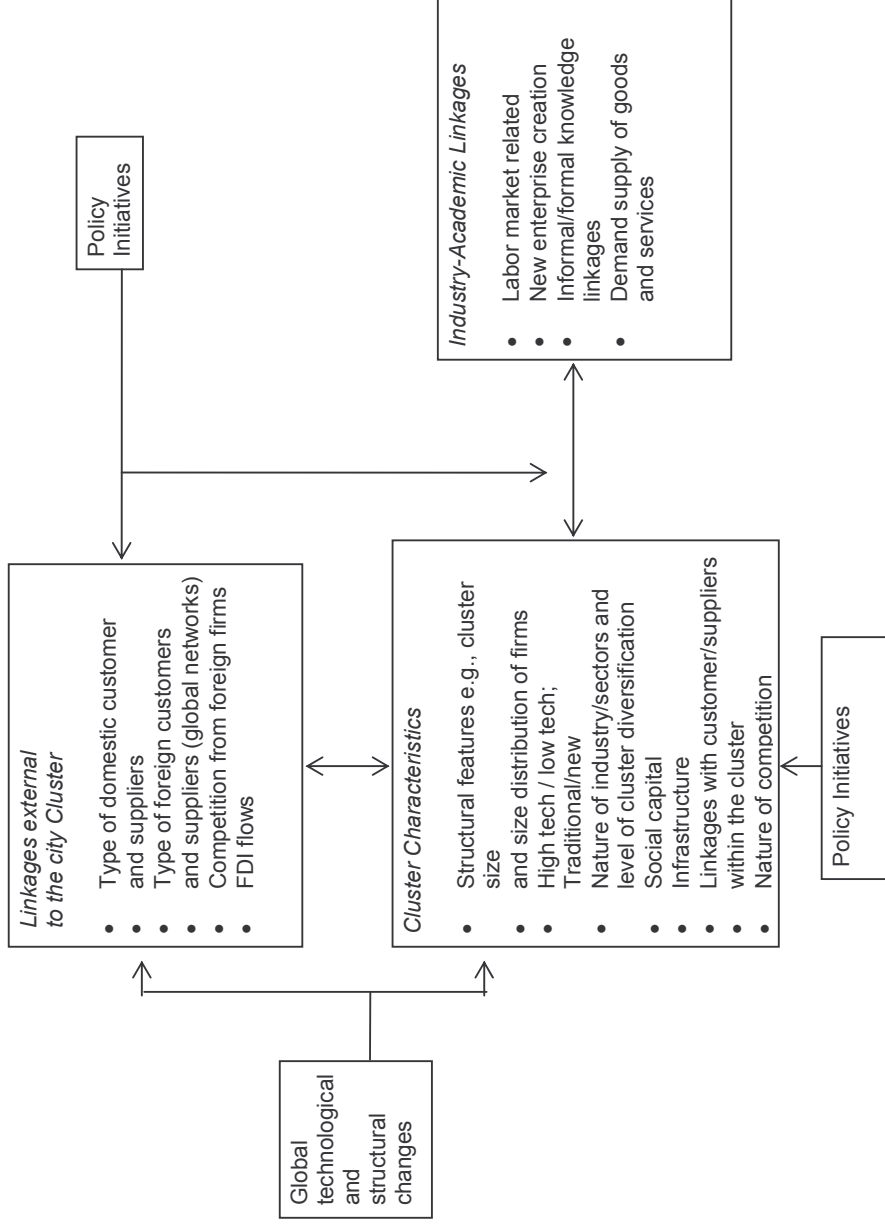 Policy
Initiatives
Linkages external
to the city Cluster
Type of domestic customer
and suppliers
Type of foreign customers
and suppliers (global networks)
Competition from foreign firms
FDI flows
Global
technological
and
structural
changes
Cluster Characteristics
Structural features e.g., cluster
size
and size distribution of firms
High tech / low tech;
Traditional/new
Nature of industry/sectors and
level of cluster diversification
Social capital
Infrastructure
Linkages with customer/suppliers
within the cluster
Nature of competition
Industry-Academic Linkages
Labor market related
New enterprise creation
Informal/formal knowledge
linkages
Demand supply of goods
and services
Policy Initiatives